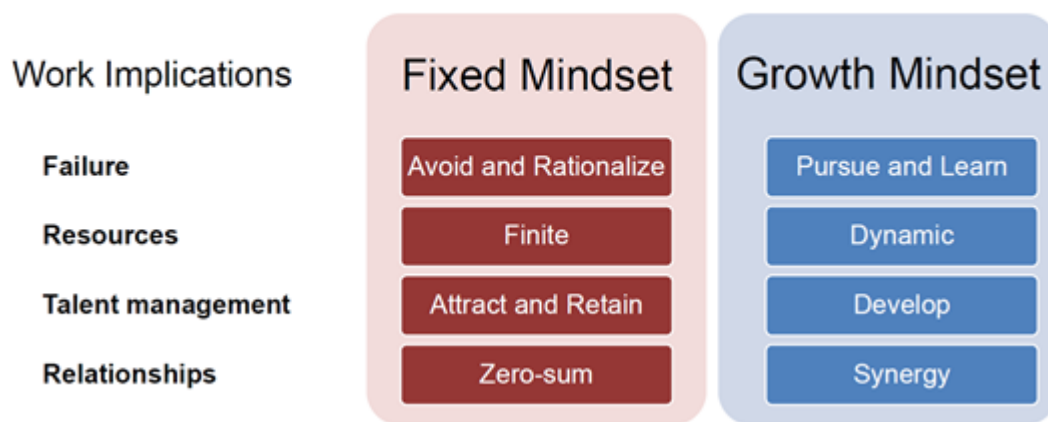 Work Implications Fixed Mindset Growth Mindset
Failure Avoid and Rationalize Pursue and Learn
Resources Finite Dynamic
Talent management Attract and Retain Develop
Relationships Zero-sum Synergy